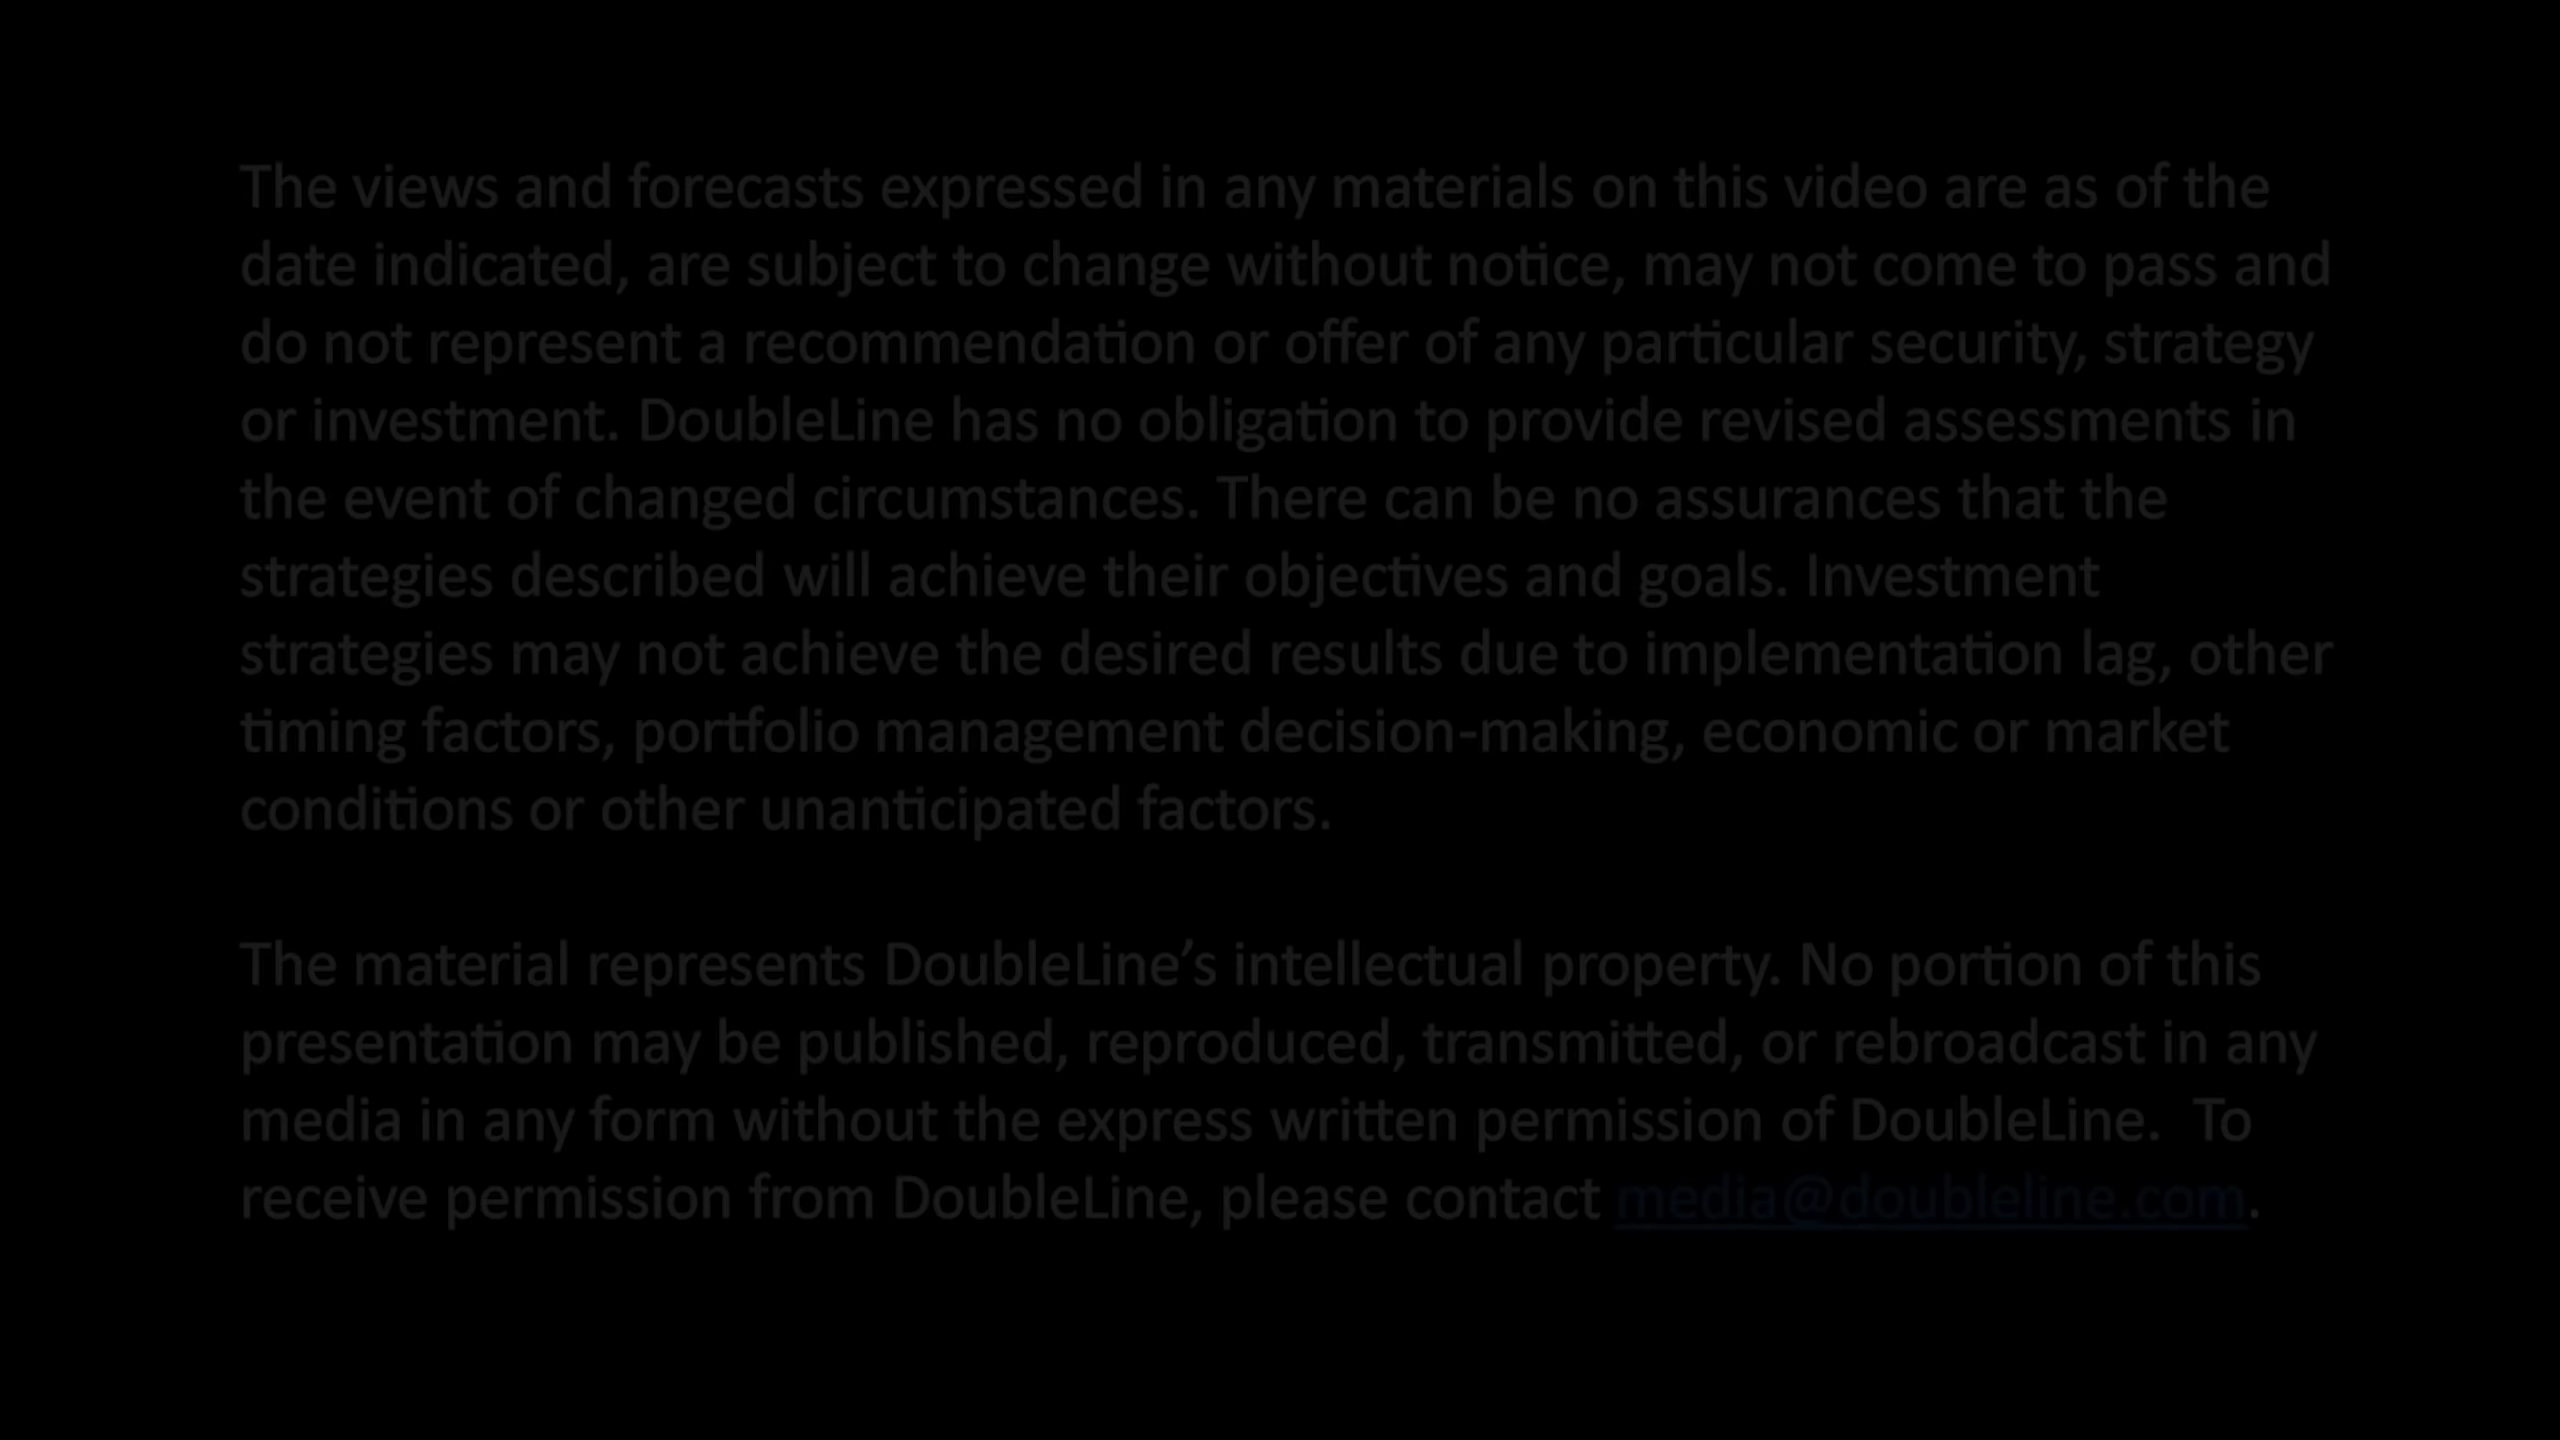 The views and forecasts expressed in any materials on this video are as of the
date indicated, are subject to change without notice, may not come to pass and
do not represent a recommendation or offer of any particular security, strategy
or investment. DoubleLine has no obligation to provide revised assessments in
the event of changed circumstances. There can be no assurances that the
strategies described will achieve their objectives and goals. Investment
strategies may not achieve the desired results due to implementation lag, other
timing factors, portfolio management decision-making, economic or market
conditions or other unanticipated factors.
The material represents DoubleLine’s intellectual property. No portion of this
presentation may be published, reproduced, transmitted, or rebroadcast in any
media in any form without the express written permission of DoubleLine.  To
receive permission from DoubleLine, please contact media@doubleline.com.